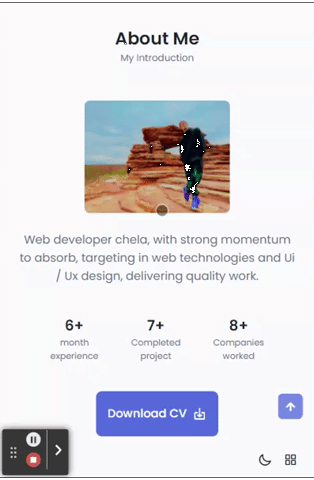 About Me
My Introduction
Web developer chela, with strong momentum
to absorb, targeting in web technologies and Ui
/ Ux design, delivering quality work.
6+ 7+ 8+
month Completed Companies
experience project worked
Download CV